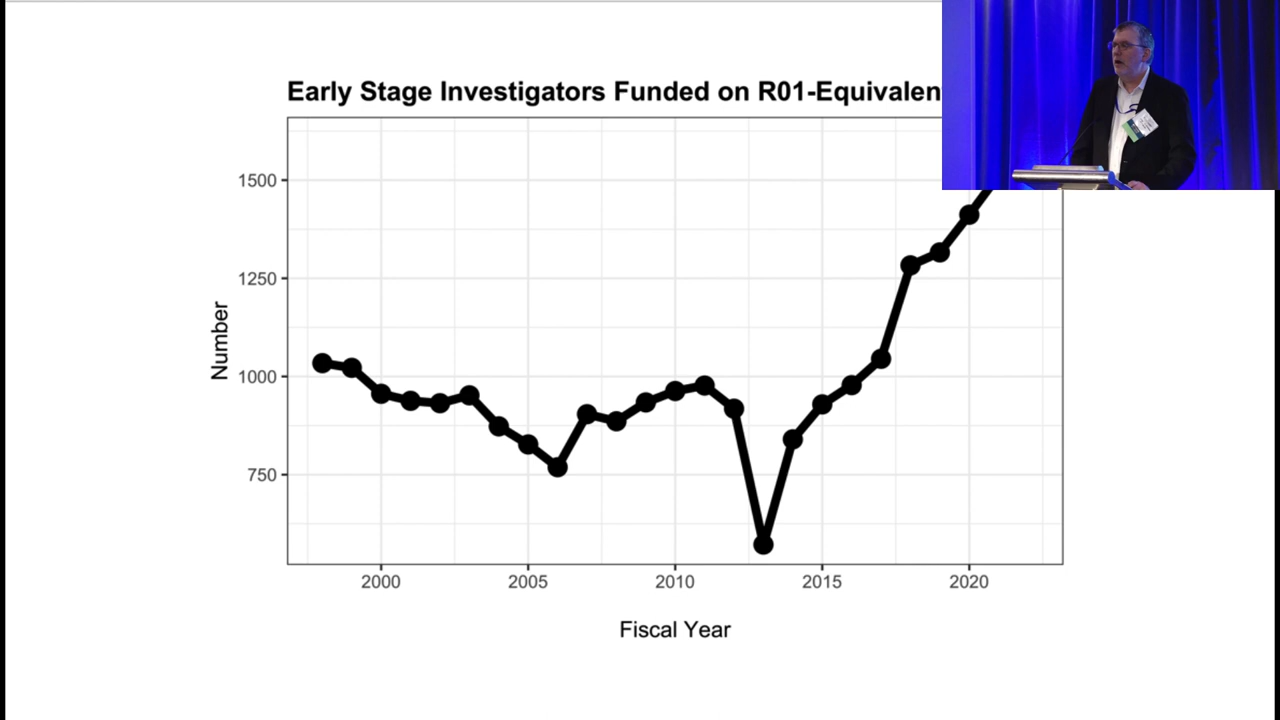 Early Stage Investigators Funded on R01-Equivalen
1500
1250
1000
750
Number
2000 2005 2010 2015 2020
Fiscal Year